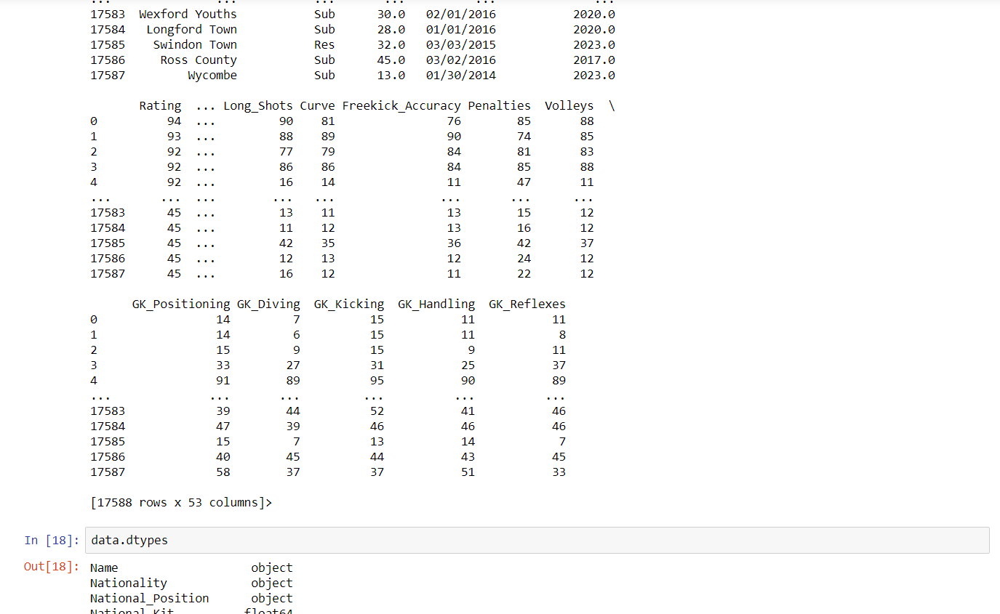 ... ... ... ... ... ...
17583 Wexford Youths Sub 30.0 02/01/2016 2020.0
17584 Longford Town Sub 28.0 01/01/2016 2020.0
17585 Swindon Town Res 32.0 03/03/2015 2023.0
17586 Ross County Sub 45.0 03/02/2016 2017.0
17587 Wycombe Sub 13.0 01/30/2014 2023.0
Rating ... Long_Shots Curve Freekick_Accuracy Penalties Volleys \
0 94 ... 90 81 76 85 88
1 93 ... 88 89 90 74 85
2 92 ... 77 79 84 81 83
3 92 ... 86 86 84 85 88
4 92 ... 16 14 11 47 11
... ... ... ... ... ... ... ...
17583 45 ... 13 11 13 15 12
17584 45 ... 11 12 13 16 12
17585 45 ... 42 35 36 42 37
17586 45 ... 12 13 12 24 12
17587 45 ... 16 12 11 22 12
GK_Positioning GK_Diving GK_Kicking GK_Handling GK_Reflexes
0 14 7 15 11 11
1 14 6 15 11 8
2 15 9 15 9 11
3 33 27 31 25 37
4 91 89 95 90 89
... ... ... ... ... ...
17583 39 44 52 41 46
17584 47 39 46 46 46
17585 15 7 13 14 7
17586 40 45 44 43 45
17587 58 37 37 51 33
[17588 rows x 53 columns]>
In [18]: data.dtypes
Out[18]: Name object
Nationality object
National_Position object
National_Kit float64